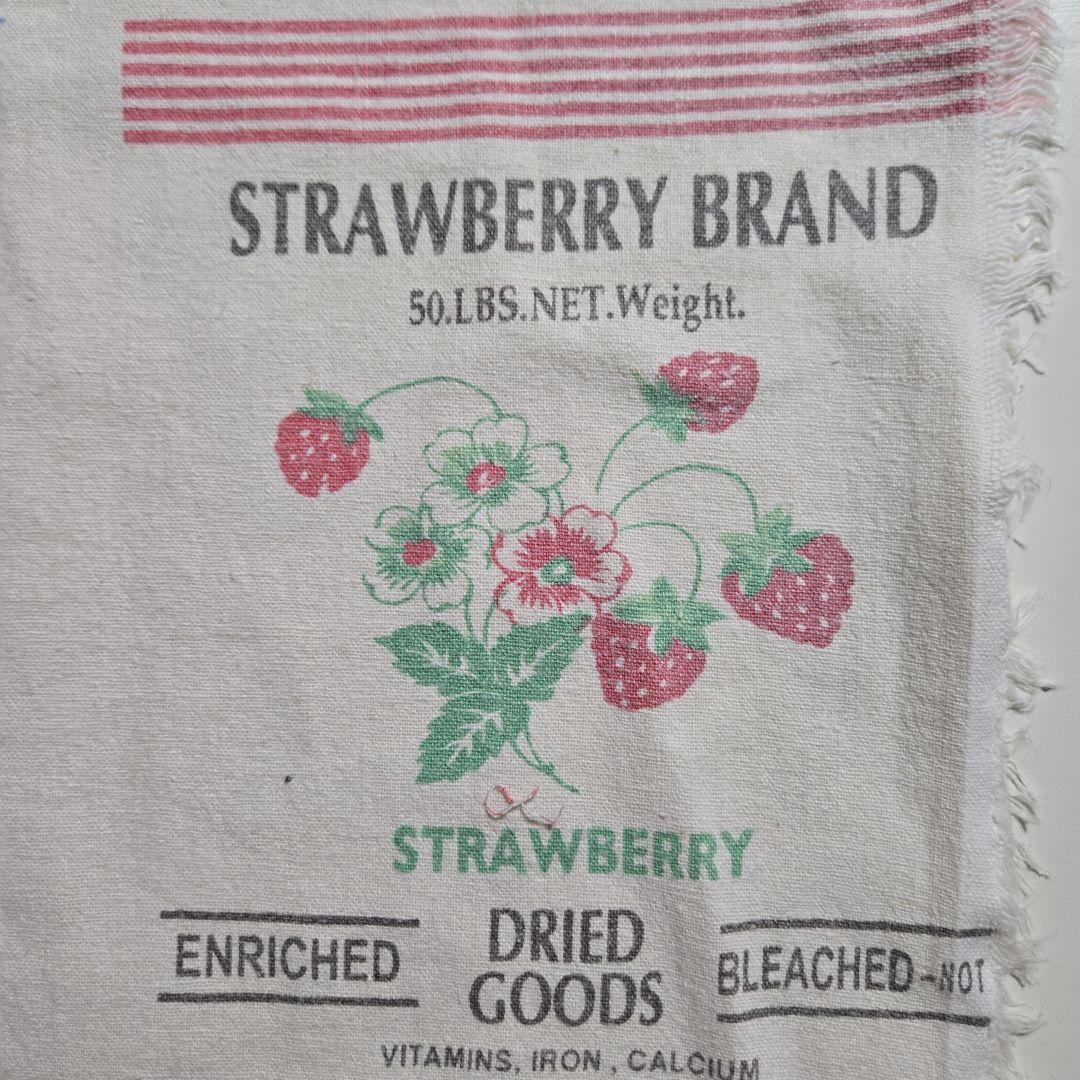 STRAWBERRY BRAND
50.LBS.NET.Weight.
STRAWBERRY
ENRICHED
DRIED
GOODS
BLEACHED-NOT
VITAMINS, IRON, CALCIUM